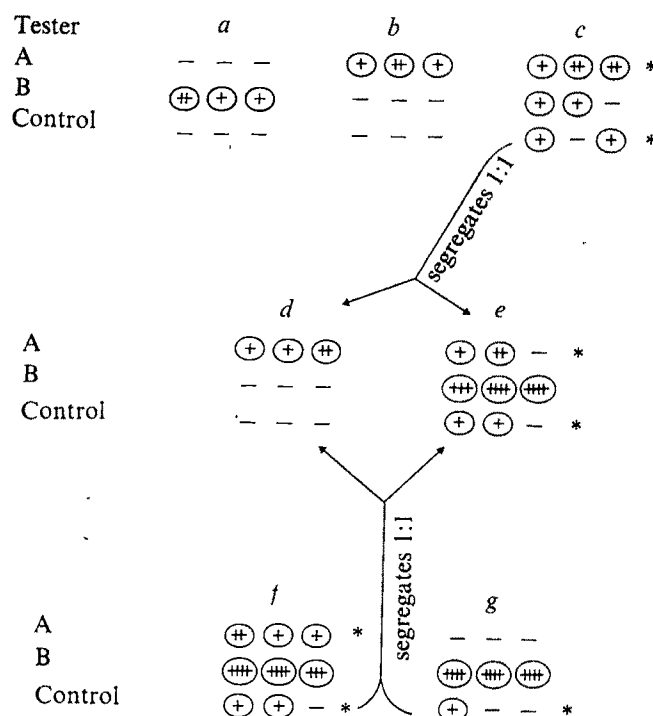 Tester a b c
A − − − + ++ + + ++ ++ *
B ++ + + − − − + + −
Control − − − − − − + − + *
segregates 1:1
d e
A + + ++ + ++ − *
B − − − ++++ +++++ +++++
Control − − − + + − *
segregates 1:1
f g
A ++ + + * − − −
B ++++ ++++ +++ ++++ ++++ ++++
Control + + − * + − − *